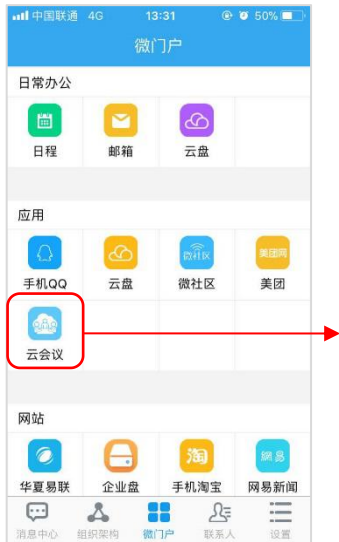 中国联通 4G 13:31 50%
微门户
日常办公
日程 邮箱 云盘
应用
微社区 美团网
手机QQ 云盘 微社区 美团
云会议
网站
淘 網易
华夏易联 企业盘 手机淘宝 网易新闻
消息中心 组织架构 微门户 联系人 设置